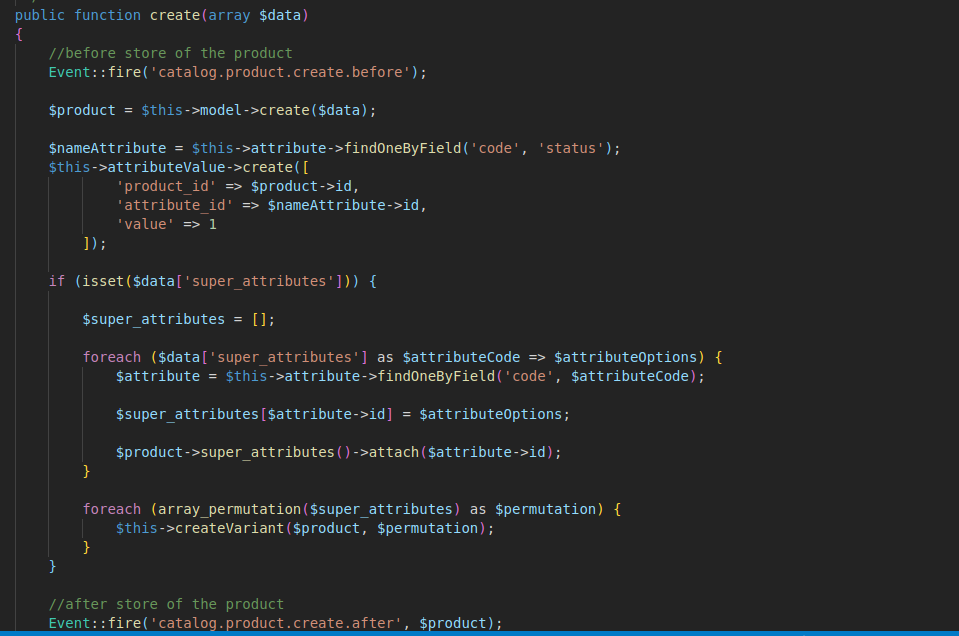 public function create(array $data)
{
    //before store of the product
    Event::fire('catalog.product.create.before');

    $product = $this->model->create($data);

    $nameAttribute = $this->attribute->findOneByField('code', 'status');
    $this->attributeValue->create([
            'product_id' => $product->id,
            'attribute_id' => $nameAttribute->id,
            'value' => 1
        ]);

    if (isset($data['super_attributes'])) {

        $super_attributes = [];

        foreach ($data['super_attributes'] as $attributeCode => $attributeOptions) {
            $attribute = $this->attribute->findOneByField('code', $attributeCode);

            $super_attributes[$attribute->id] = $attributeOptions;

            $product->super_attributes()->attach($attribute->id);
        }

        foreach (array_permutation($super_attributes) as $permutation) {
            $this->createVariant($product, $permutation);
        }
    }

    //after store of the product
    Event::fire('catalog.product.create.after', $product);